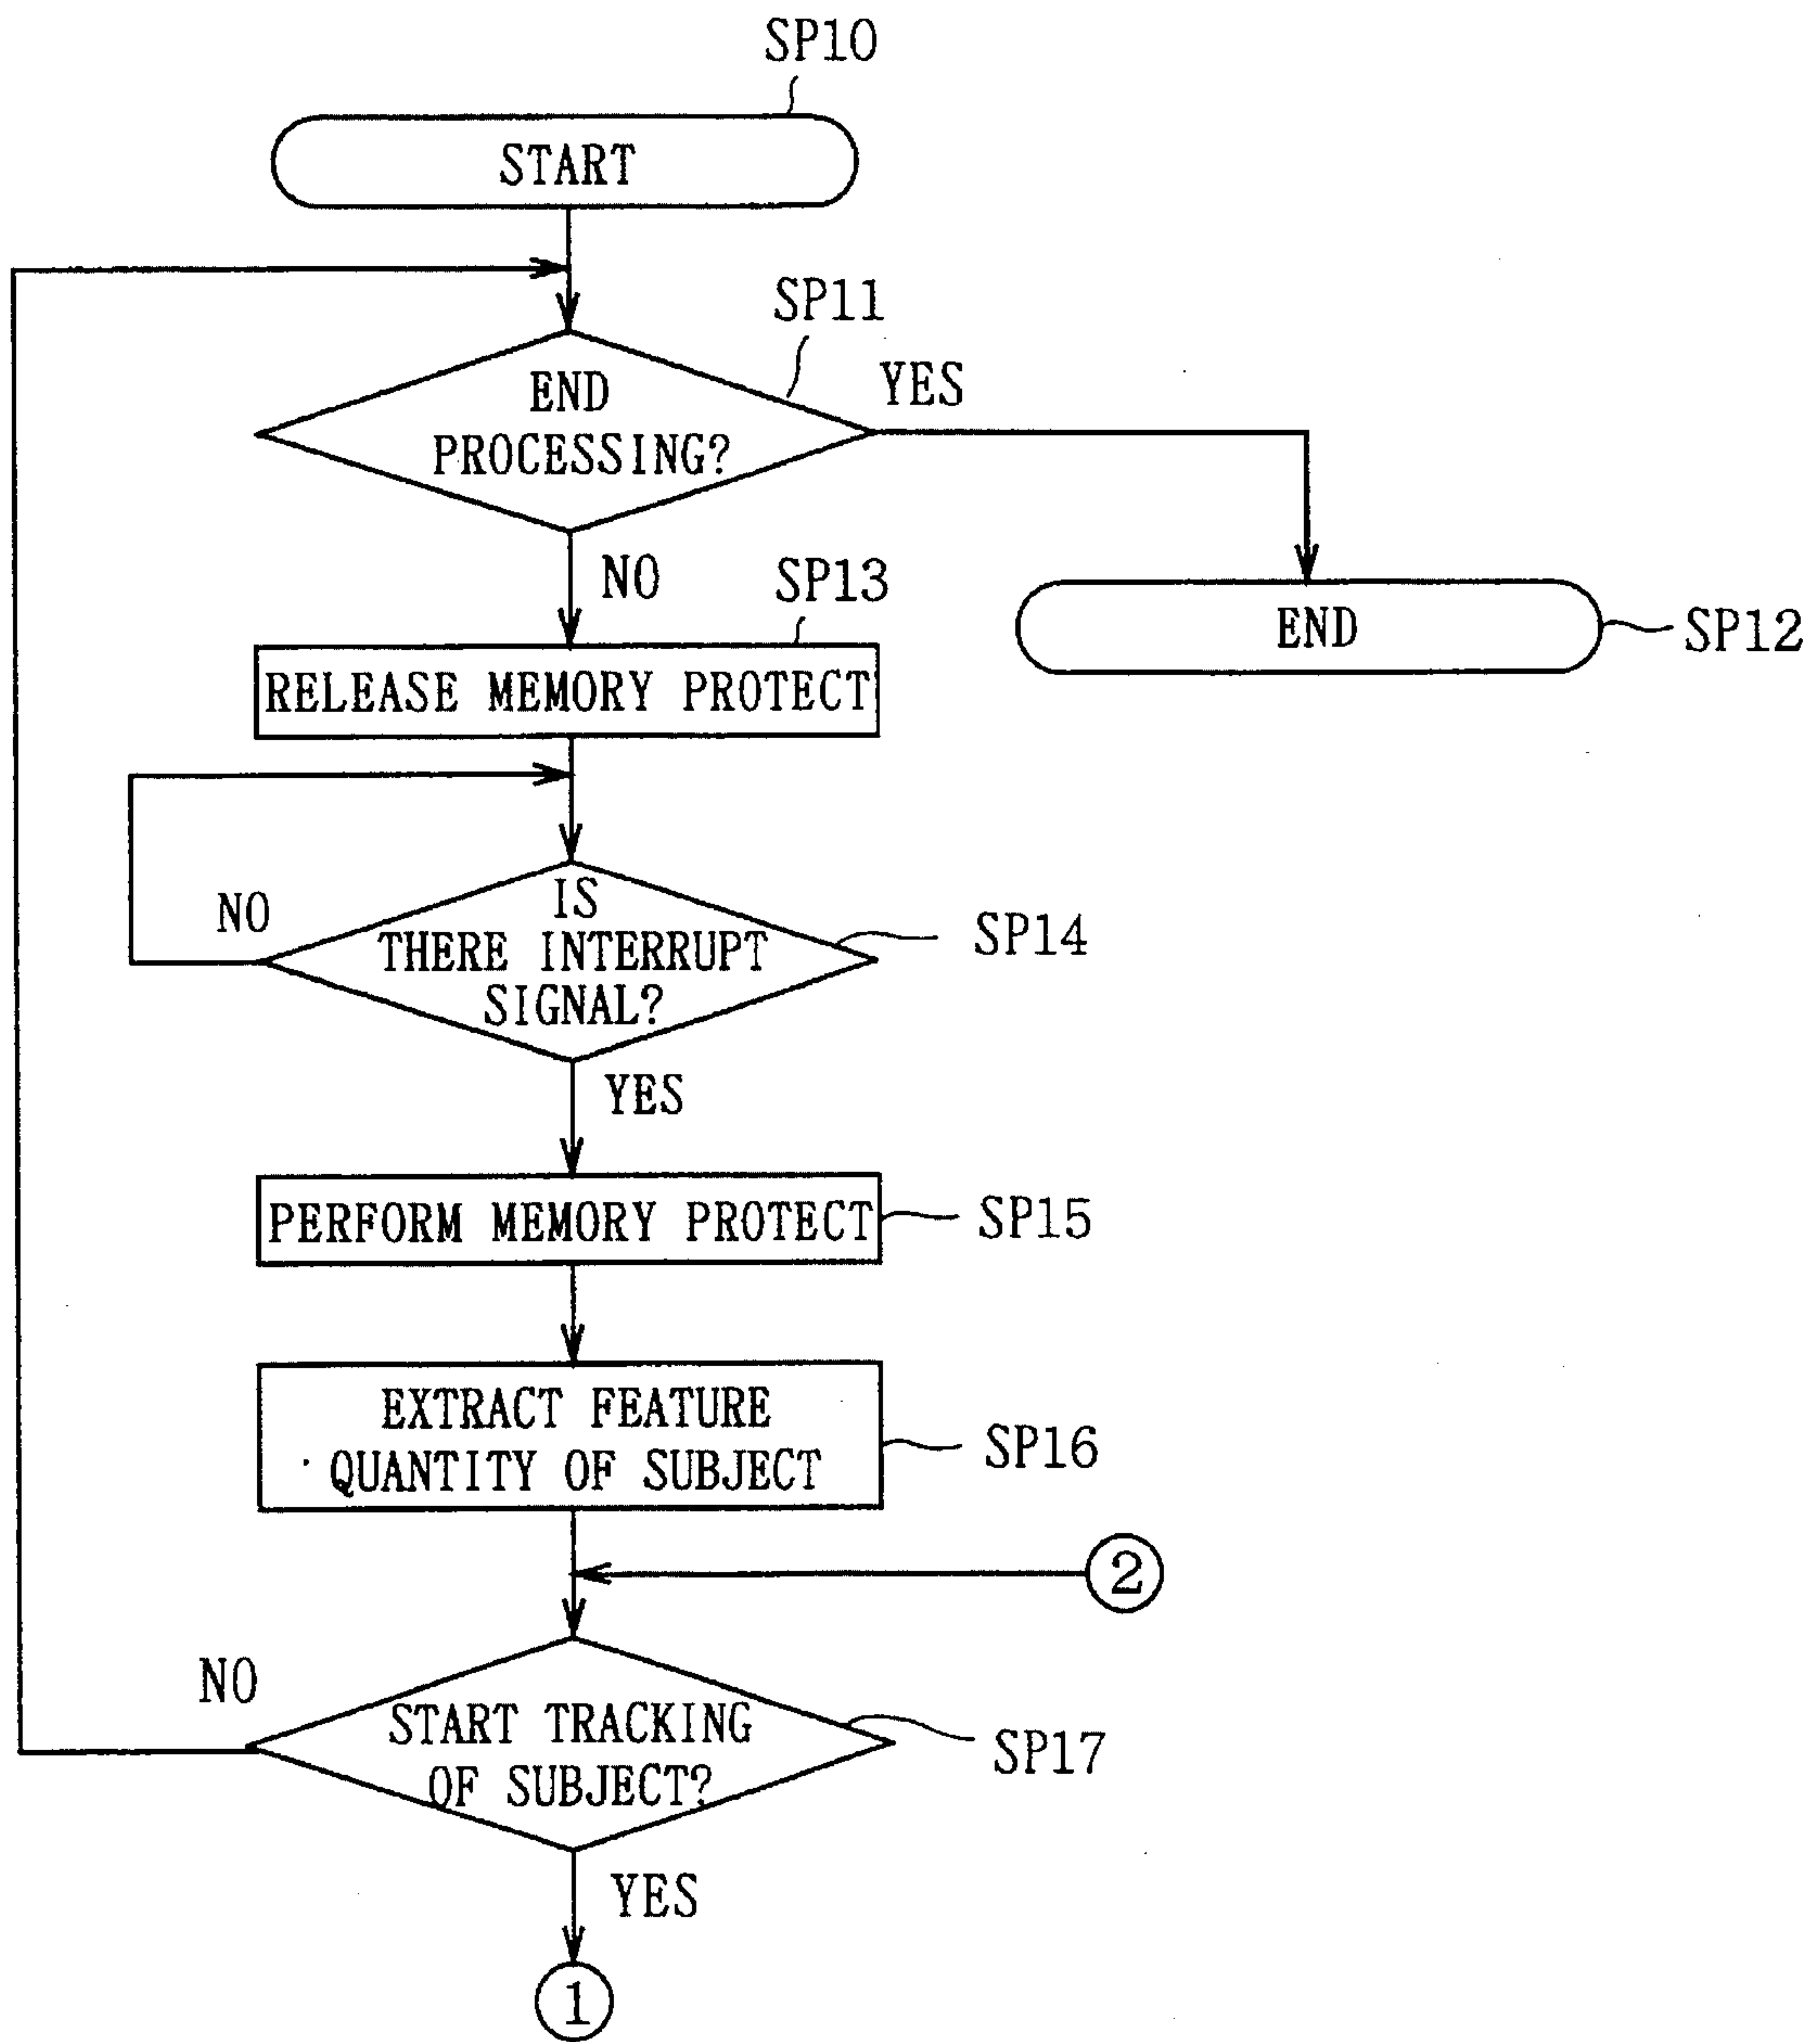 SP10
START
SP11
END
PROCESSING?
YES
NO
SP13
END
SP12
RELEASE MEMORY PROTECT
NO
IS
THERE INTERRUPT
SIGNAL?
SP14
YES
PERFORM MEMORY PROTECT
SP15
EXTRACT FEATURE
QUANTITY OF SUBJECT
SP16
2
NO
START TRACKING
OF SUBJECT?
SP17
YES
1